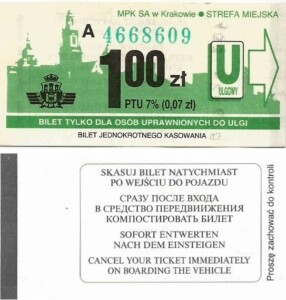 MPK SA w Krakowie • STREFA MIEJSKA
A 4668609
1.00 zł
PTU 7% (0,07 zł)
U
ULGOWY
BILET TYLKO DLA OSÓB UPRAWNIONYCH DO ULGI
BILET JEDNOKROTNEGO KASOWANIA
SKASUJ BILET NATYCHMIAST
PO WEJŚCIU DO POJAZDU
СРАЗУ ПОСЛЕ ВХОДА
В СРЕДСТВО ПЕРЕДВИЖЕНИЯ
КОМПОСТИРОВАТЬ БИЛЕТ
SOFORT ENTWERTEN
NACH DEM EINSTEIGEN
CANCEL YOUR TICKET IMMEDIATELY
ON BOARDING THE VEHICLE
Proszę zachować do kontroli